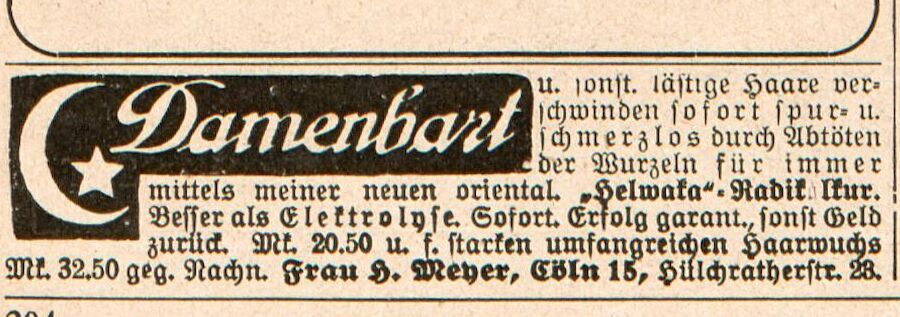 Damenbart u. sonst. lästige Haare ver-
schwinden sofort spur- u.
schmerzlos durch Abtöten
der Wurzeln für immer
mittels meiner neuen oriental. „Helwaka“-Radikalkur.
Besser als Elektrolyse. Sofort. Erfolg garant., sonst Geld
zurück. Mk. 20.50 u. f. starken umfangreichen Haarwuchs
Mk. 32.50 geg. Nachn. Frau H. Meyer, Cöln 15, Hülchratherstr. 23.